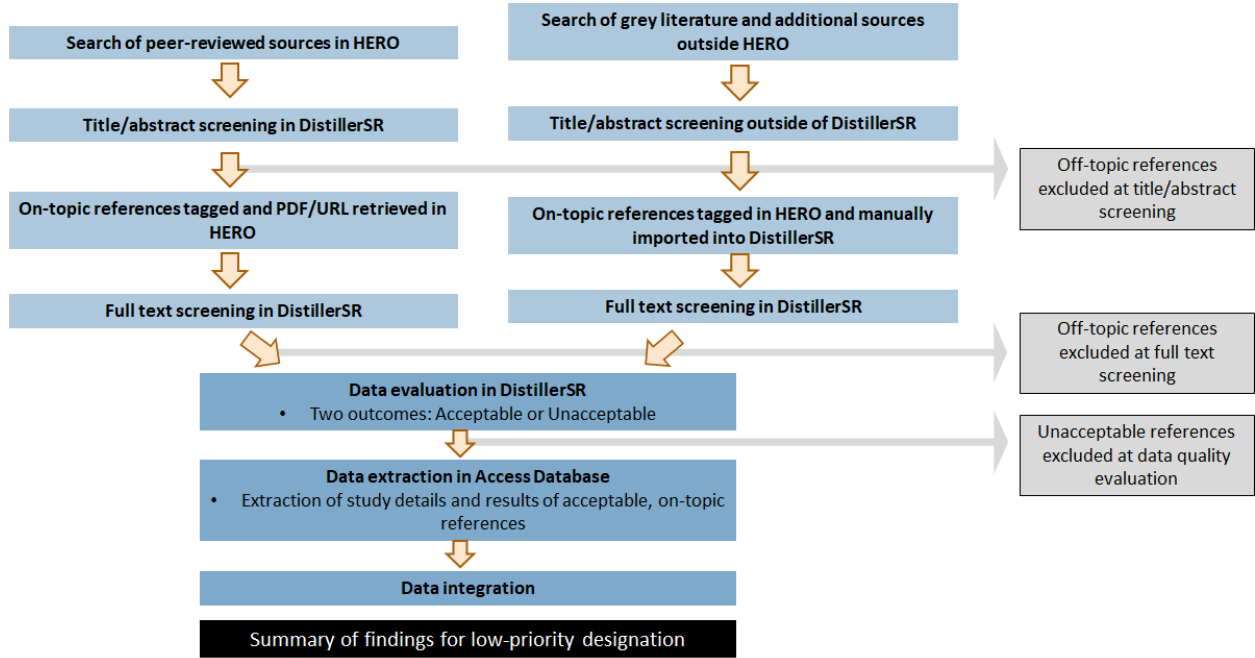 Search of peer-reviewed sources in HERO
Search of grey literature and additional sources
outside HERO
Title/abstract screening in DistillerSR
Title/abstract screening outside of DistillerSR
Off-topic references
excluded at title/abstract
screening
On-topic references tagged and PDF/URL retrieved in
HERO
On-topic references tagged in HERO and manually
imported into DistillerSR
Full text screening in DistillerSR
Full text screening in DistillerSR
Off-topic references
excluded at full text
screening
Data evaluation in DistillerSR
• Two outcomes: Acceptable or Unacceptable
Unacceptable references
excluded at data quality
evaluation
Data extraction in Access Database
• Extraction of study details and results of acceptable, on-topic
references
Data integration
Summary of findings for low-priority designation